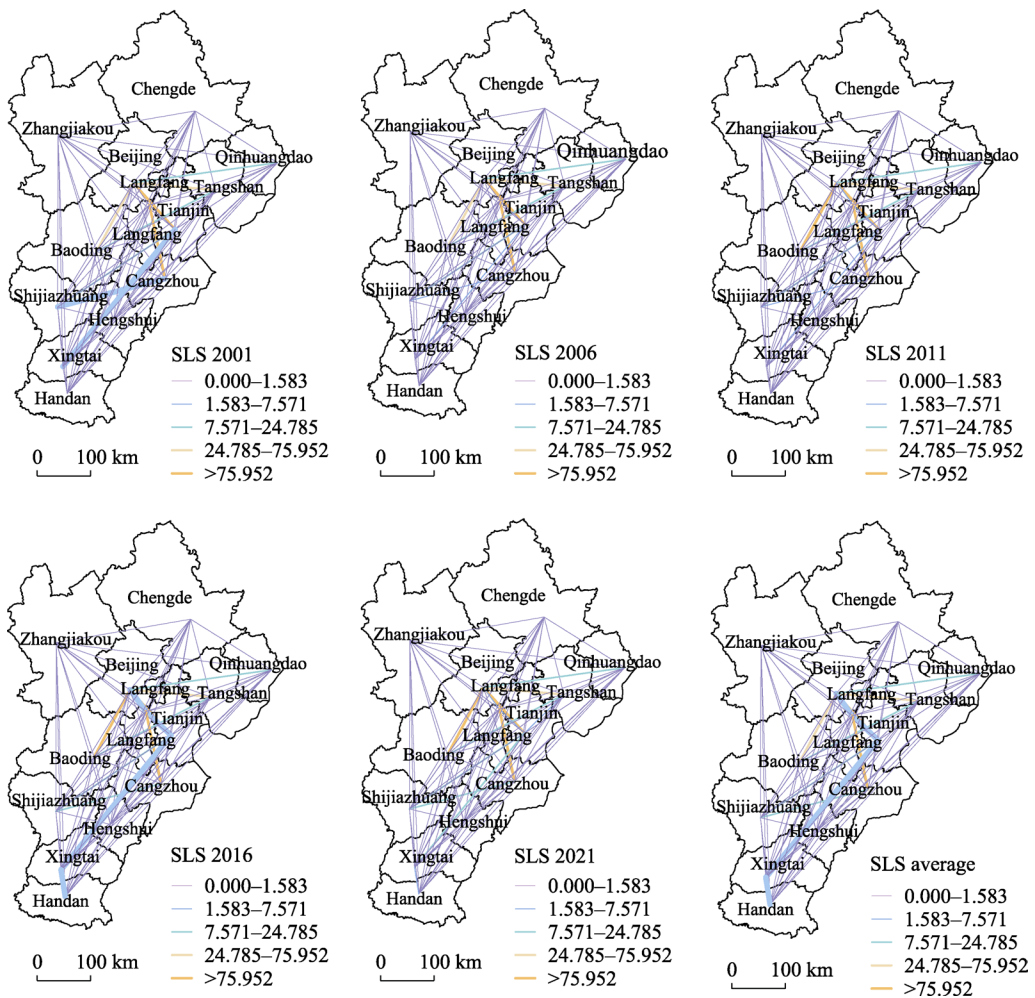 Chengde
Zhangjiakou
Beijing
Qinhuangdao
Langfang
Tangshan
Tianjin
Langfang
Baoding
Cangzhou
Shijiazhuang
Hengshui
Xingtai
Handan
SLS 2001
0.000–1.583
1.583–7.571
7.571–24.785
24.785–75.952
>75.952
0 100 km
Chengde
Zhangjiakou
Beijing
Qinhuangdao
Langfang
Tangshan
Tianjin
Langfang
Baoding
Cangzhou
Shijiazhuang
Hengshui
Xingtai
Handan
SLS 2006
0.000–1.583
1.583–7.571
7.571–24.785
24.785–75.952
>75.952
0 100 km
Chengde
Zhangjiakou
Beijing
Qinhuangdao
Langfang
Tangshan
Tianjin
Langfang
Baoding
Cangzhou
Shijiazhuang
Hengshui
Xingtai
Handan
SLS 2011
0.000–1.583
1.583–7.571
7.571–24.785
24.785–75.952
>75.952
0 100 km
Chengde
Zhangjiakou
Beijing
Qinhuangdao
Langfang
Tangshan
Tianjin
Langfang
Baoding
Cangzhou
Shijiazhuang
Hengshui
Xingtai
Handan
SLS 2016
0.000–1.583
1.583–7.571
7.571–24.785
24.785–75.952
>75.952
0 100 km
Chengde
Zhangjiakou
Beijing
Qinhuangdao
Langfang
Tangshan
Tianjin
Langfang
Baoding
Cangzhou
Shijiazhuang
Hengshui
Xingtai
Handan
SLS 2021
0.000–1.583
1.583–7.571
7.571–24.785
24.785–75.952
>75.952
0 100 km
Chengde
Zhangjiakou
Beijing
Qinhuangdao
Langfang
Tangshan
Tianjin
Langfang
Baoding
Cangzhou
Shijiazhuang
Hengshui
Xingtai
Handan
SLS average
0.000–1.583
1.583–7.571
7.571–24.785
24.785–75.952
>75.952
0 100 km